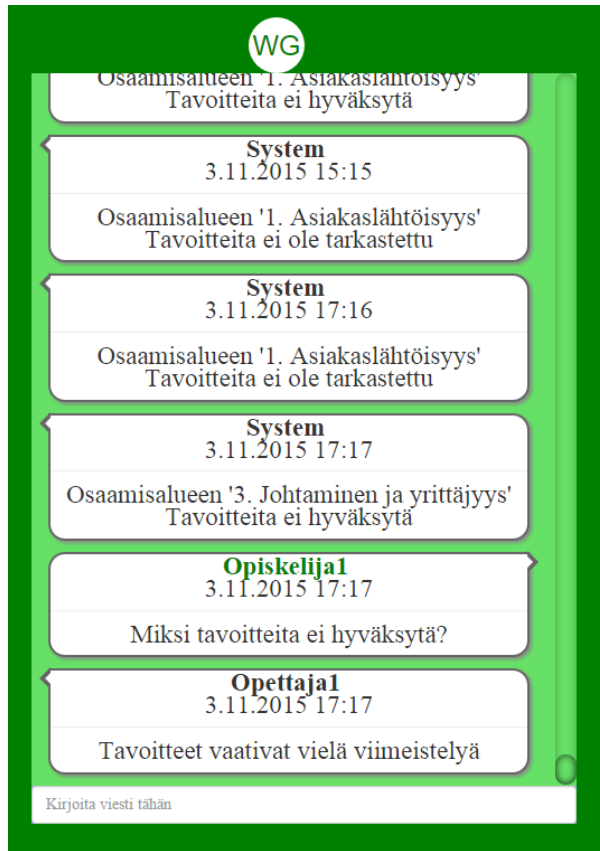 WG
Osaamisalueen '1. Asiakaslähtöisyys'
Tavoitteita ei hyväksytä
System
3.11.2015 15:15
Osaamisalueen '1. Asiakaslähtöisyys'
Tavoitteita ei ole tarkastettu
System
3.11.2015 17:16
Osaamisalueen '1. Asiakaslähtöisyys'
Tavoitteita ei ole tarkastettu
System
3.11.2015 17:17
Osaamisalueen '3. Johtaminen ja yrittäjyys'
Tavoitteita ei hyväksytä
Opiskelija1
3.11.2015 17:17
Miksi tavoitteita ei hyväksytä?
Opettaja1
3.11.2015 17:17
Tavoitteet vaativat vielä viimeistelyä
Kirjoita viesti tähän